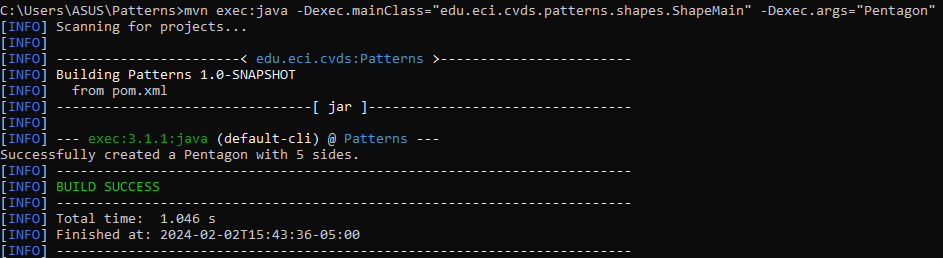 C:\Users\ASUS\Patterns>mvn exec:java -Dexec.mainClass="edu.eci.cvds.patterns.shapes.ShapeMain" -Dexec.args="Pentagon"
[INFO] Scanning for projects...
[INFO]
[INFO] -----------------------< edu.eci.cvds:Patterns >------------------------
[INFO] Building Patterns 1.0-SNAPSHOT
[INFO]   from pom.xml
[INFO] --------------------------------[ jar ]---------------------------------
[INFO]
[INFO] --- exec:3.1.1:java (default-cli) @ Patterns ---
Successfully created a Pentagon with 5 sides.
[INFO] ------------------------------------------------------------------------
[INFO] BUILD SUCCESS
[INFO] ------------------------------------------------------------------------
[INFO] Total time:  1.046 s
[INFO] Finished at: 2024-02-02T15:43:36-05:00
[INFO] ------------------------------------------------------------------------